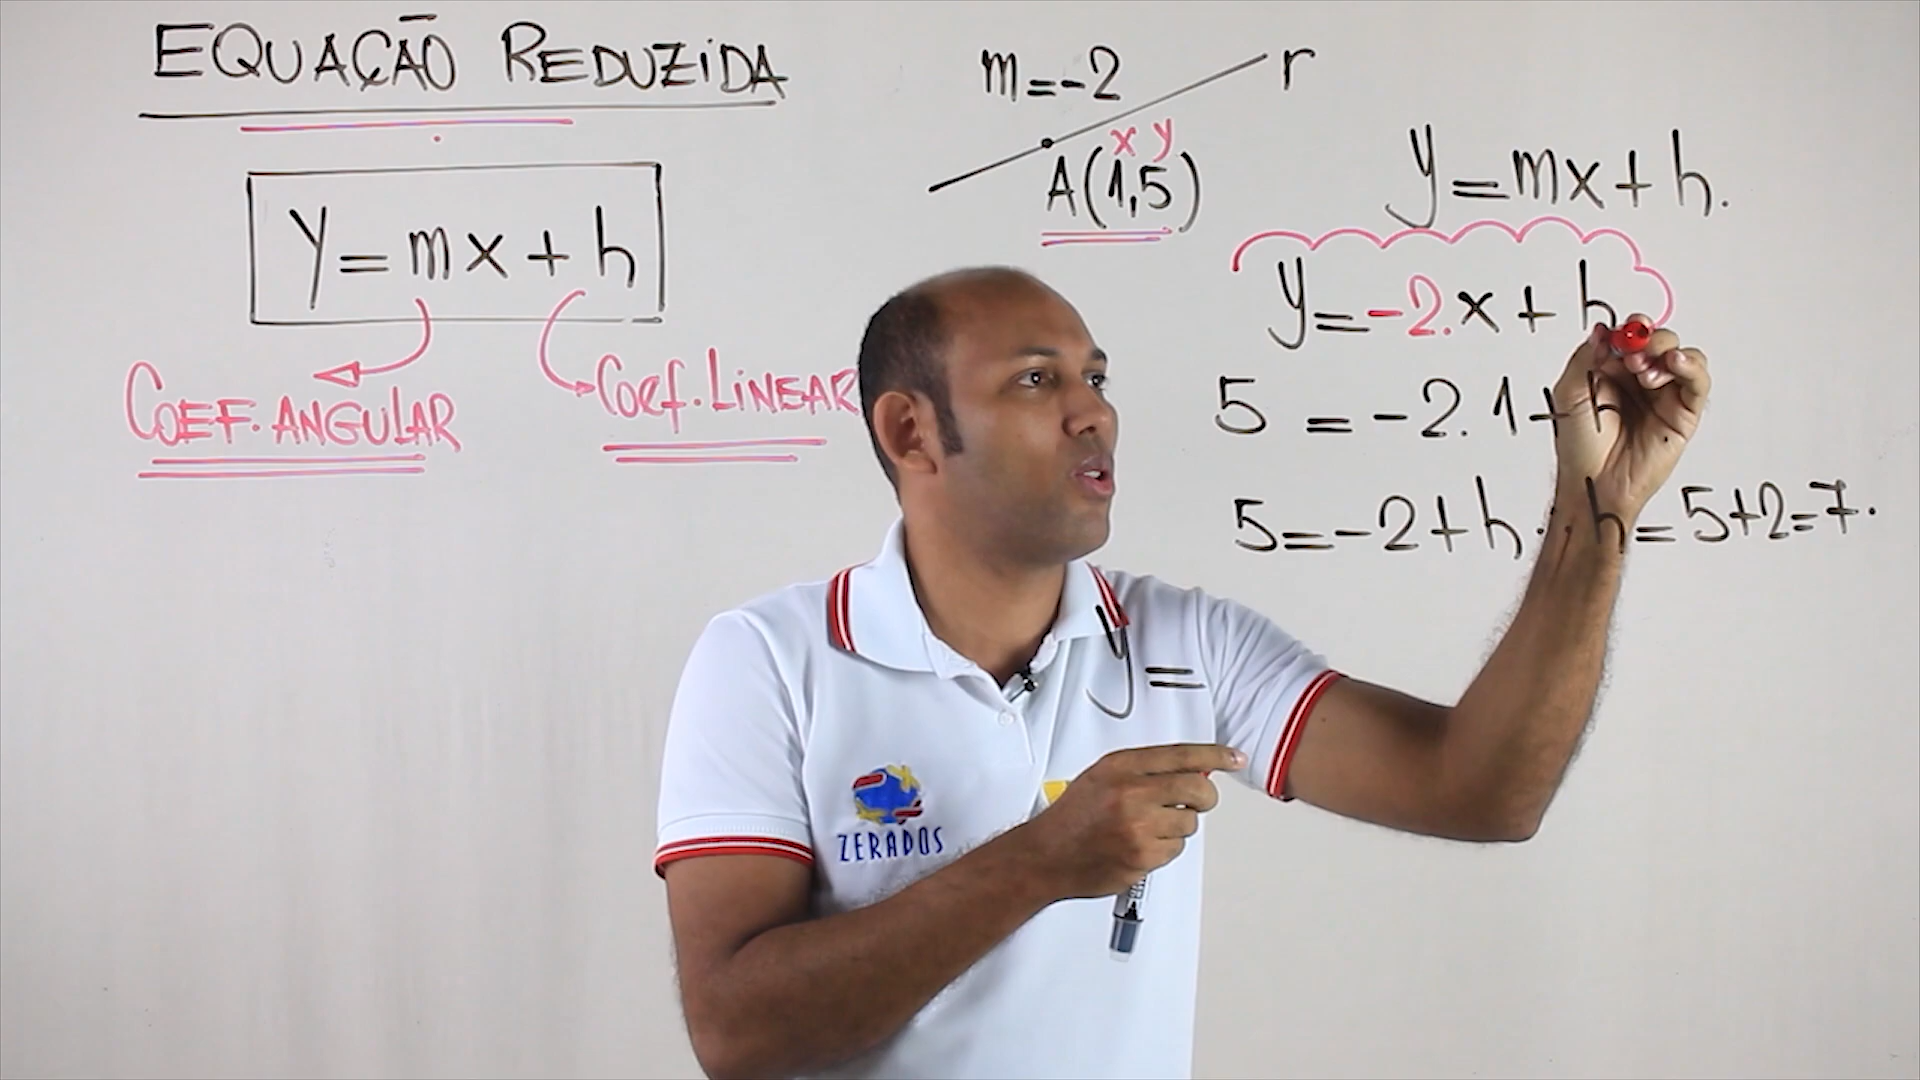 EQUAÇÃO REDUZIDA
Y = mx + h
COEF. ANGULAR
COEF. LINEAR
m = -2
r
x y
A(1,5)
y = mx + h.
y = -2.x + h
5 = -2.1 + h
5 = -2 + h ∴ h = 5+2 = 7.
y =
ZERADOS